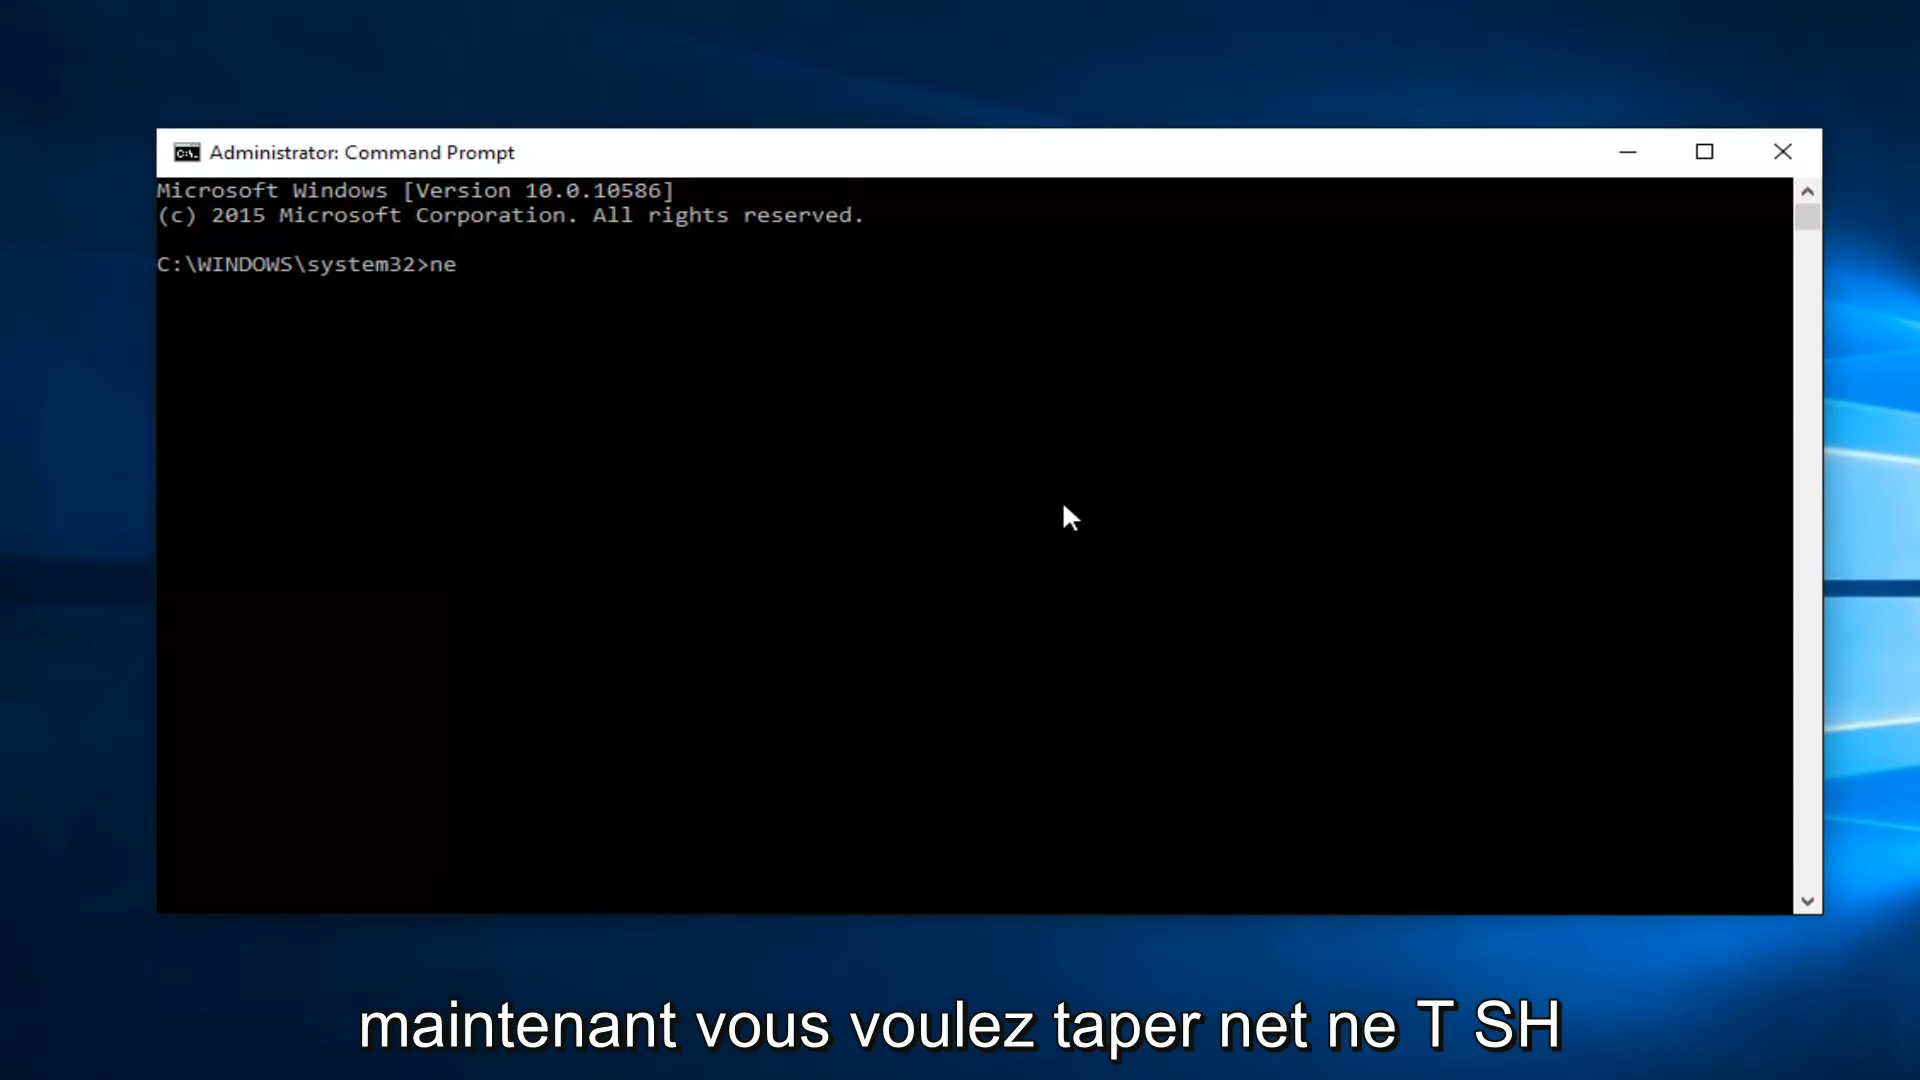 Administrator: Command Prompt
Microsoft Windows [Version 10.0.10586]
(c) 2015 Microsoft Corporation. All rights reserved.
C:\WINDOWS\system32>ne
maintenant vous voulez taper net ne T SH